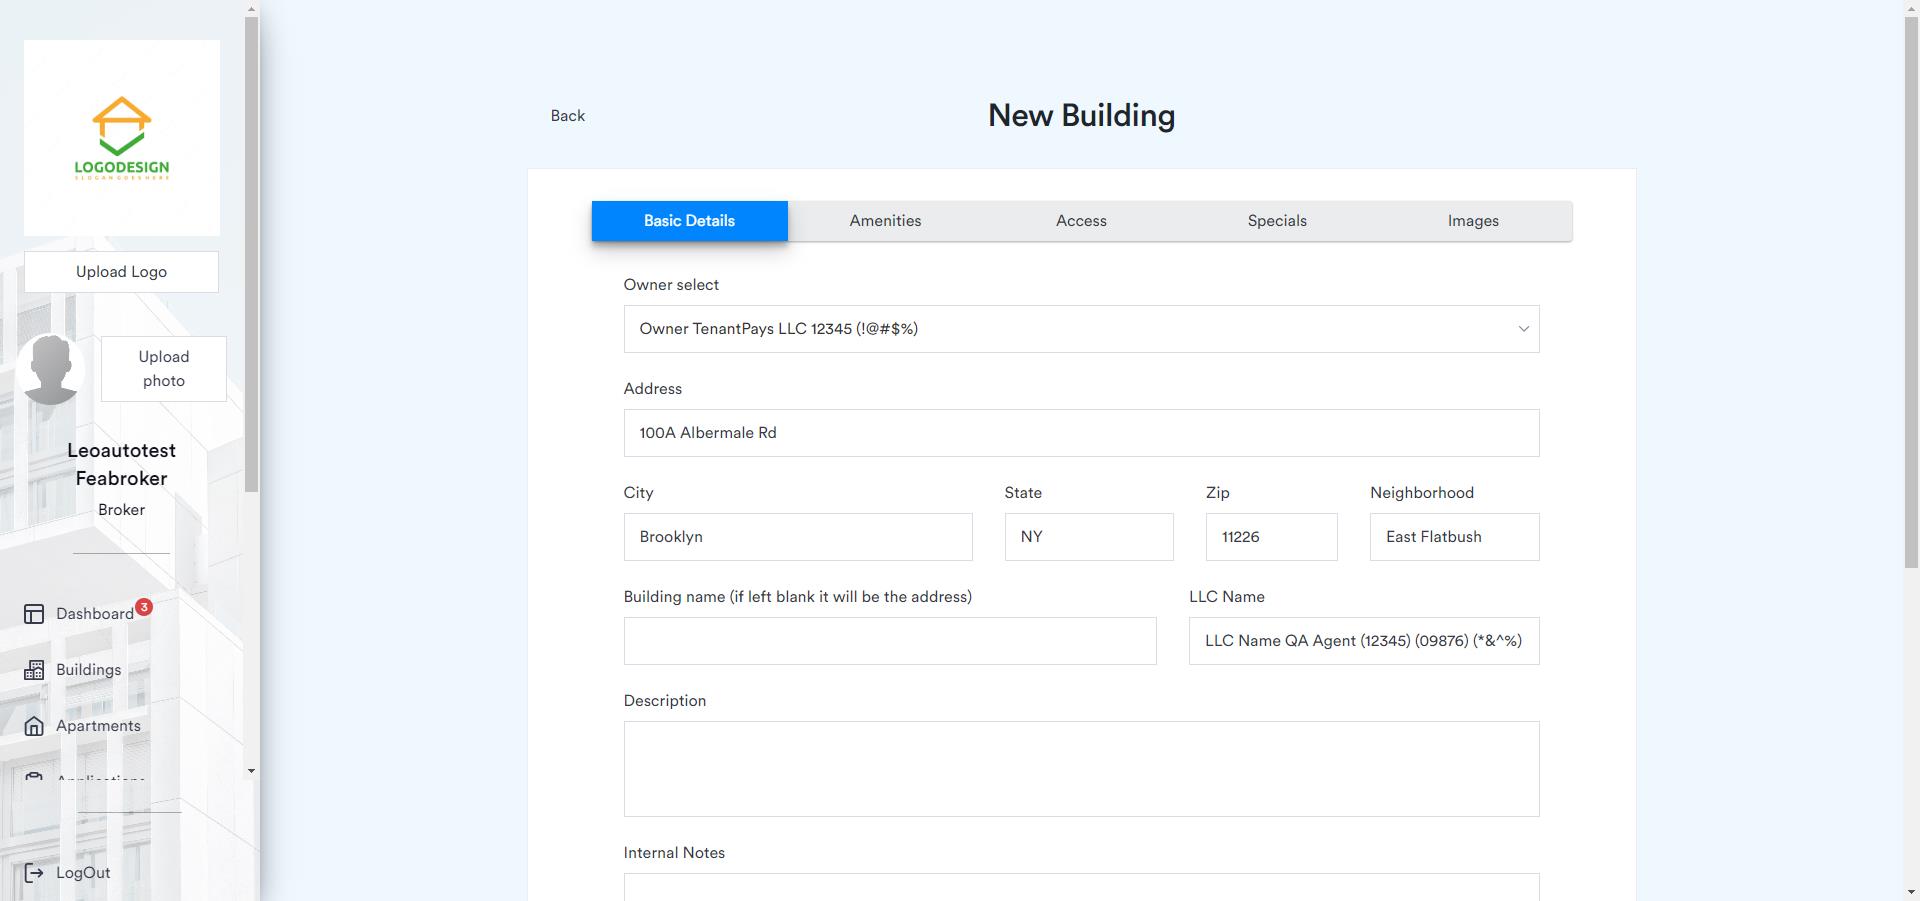 LOGODESIGN
SLOGANGOESHERE
Upload Logo
Upload
photo
Leoautotest
Feabroker
Broker
Dashboard 3
Buildings
Apartments
Applications
LogOut
Back
New Building
Basic Details Amenities Access Specials Images
Owner select
Owner TenantPays LLC 12345 (!@#$%)
Address
100A Albermale Rd
City State Zip Neighborhood
Brooklyn NY 11226 East Flatbush
Building name (if left blank it will be the address) LLC Name
LLC Name QA Agent (12345) (09876) (*&^%)
Description
Internal Notes